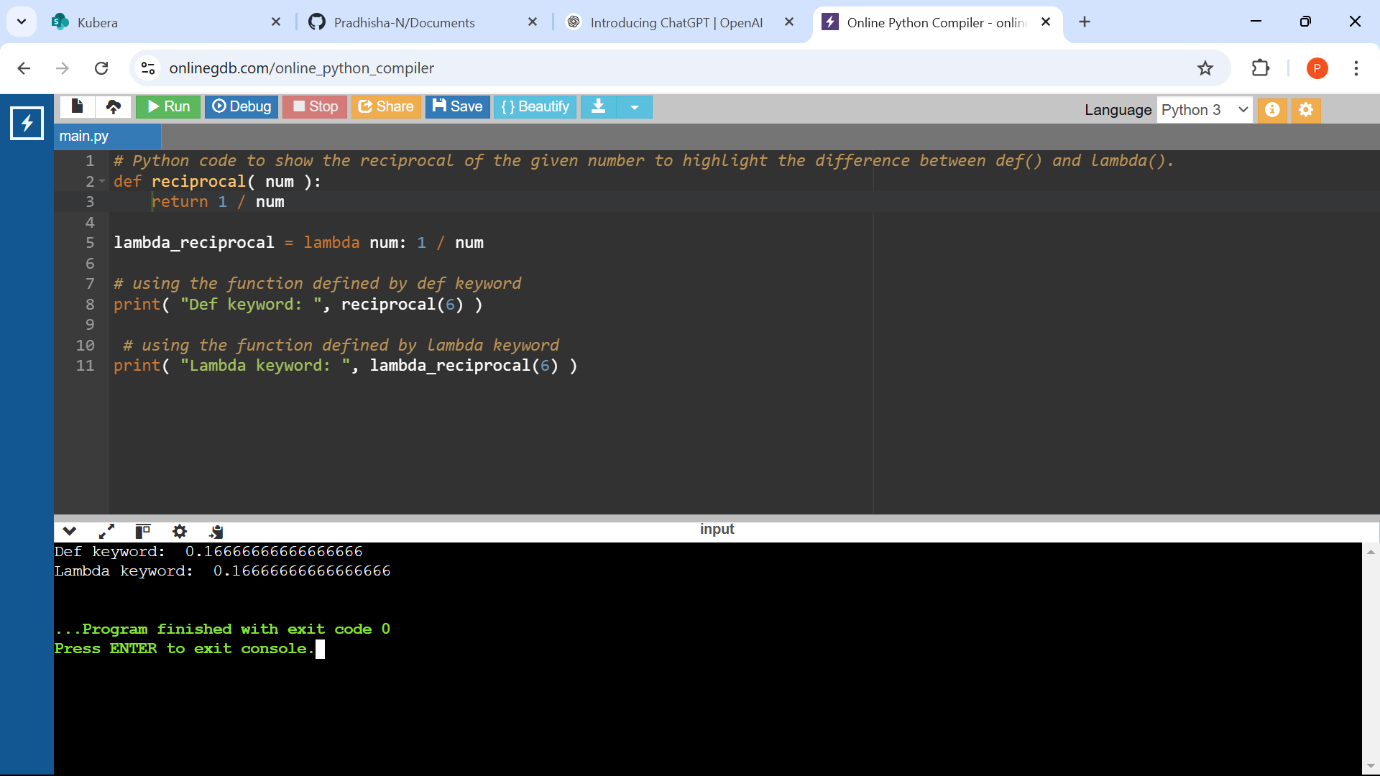 Kubera
Pradhisha-N/Documents
Introducing ChatGPT | OpenAI
Online Python Compiler - onlin
onlinegdb.com/online_python_compiler
P
Run Debug Stop Share Save { } Beautify
Language Python 3
main.py
1 # Python code to show the reciprocal of the given number to highlight the difference between def() and lambda().
2 def reciprocal( num ):
3     return 1 / num
4
5 lambda_reciprocal = lambda num: 1 / num
6
7 # using the function defined by def keyword
8 print( "Def keyword: ", reciprocal(6) )
9
10  # using the function defined by lambda keyword
11 print( "Lambda keyword: ", lambda_reciprocal(6) )
input
Def keyword:  0.16666666666666666
Lambda keyword:  0.16666666666666666
...Program finished with exit code 0
Press ENTER to exit console.